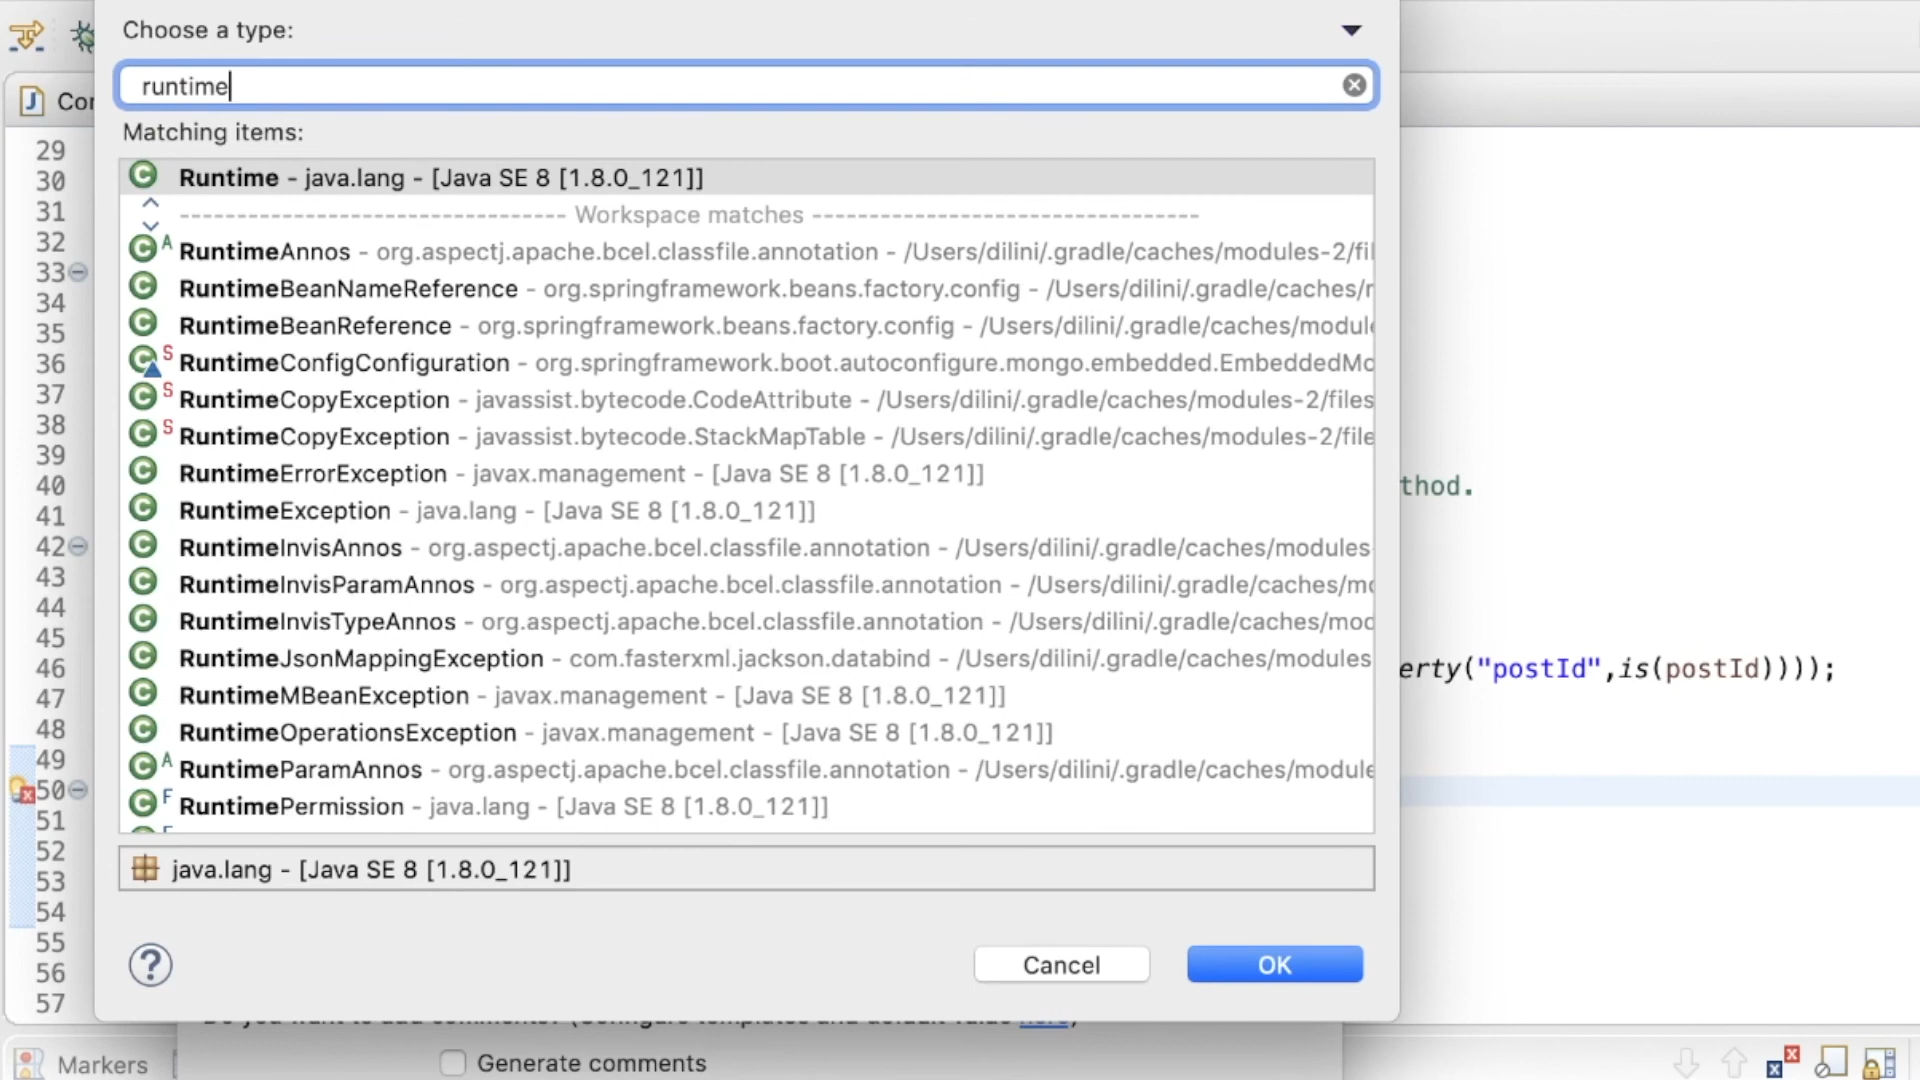 Choose a type:
runtime
Con
Matching items:
Runtime - java.lang - [Java SE 8 [1.8.0_121]]
---------------------------------- Workspace matches ----------------------------------
A RuntimeAnnos - org.aspectj.apache.bcel.classfile.annotation - /Users/dilini/.gradle/caches/modules-2/fil
RuntimeBeanNameReference - org.springframework.beans.factory.config - /Users/dilini/.gradle/caches/m
RuntimeBeanReference - org.springframework.beans.factory.config - /Users/dilini/.gradle/caches/module
S RuntimeConfigConfiguration - org.springframework.boot.autoconfigure.mongo.embedded.EmbeddedMo
S RuntimeCopyException - javassist.bytecode.CodeAttribute - /Users/dilini/.gradle/caches/modules-2/files
S RuntimeCopyException - javassist.bytecode.StackMapTable - /Users/dilini/.gradle/caches/modules-2/file
RuntimeErrorException - javax.management - [Java SE 8 [1.8.0_121]]
RuntimeException - java.lang - [Java SE 8 [1.8.0_121]]
RuntimeInvisAnnos - org.aspectj.apache.bcel.classfile.annotation - /Users/dilini/.gradle/caches/modules-
RuntimeInvisParamAnnos - org.aspectj.apache.bcel.classfile.annotation - /Users/dilini/.gradle/caches/mo
RuntimeInvisTypeAnnos - org.aspectj.apache.bcel.classfile.annotation - /Users/dilini/.gradle/caches/mod
RuntimeJsonMappingException - com.fasterxml.jackson.databind - /Users/dilini/.gradle/caches/modules
RuntimeMBeanException - javax.management - [Java SE 8 [1.8.0_121]]
RuntimeOperationsException - javax.management - [Java SE 8 [1.8.0_121]]
A RuntimeParamAnnos - org.aspectj.apache.bcel.classfile.annotation - /Users/dilini/.gradle/caches/module
F RuntimePermission - java.lang - [Java SE 8 [1.8.0_121]]
java.lang - [Java SE 8 [1.8.0_121]]
?
Cancel
OK
29
30
31
32
33
34
35
36
37
38
39
40
41
42
43
44
45
46
47
48
49
50
51
52
53
54
55
56
57
thod.
erty("postId",is(postId))));
Generate comments
Markers